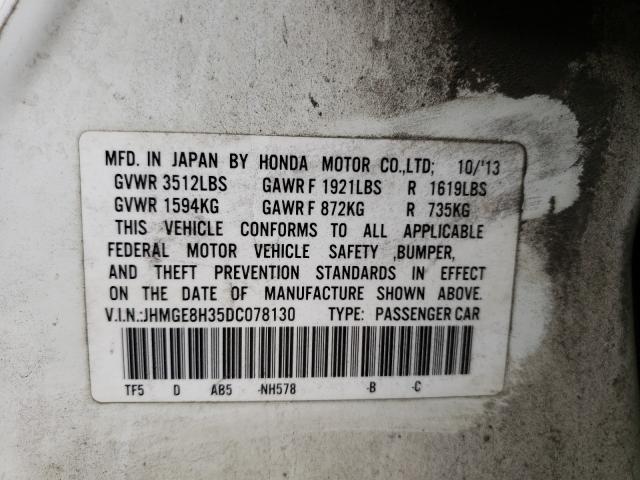 MFD. IN JAPAN BY HONDA MOTOR CO.,LTD; 10/'13
GVWR 3512LBS GAWR F 1921LBS R 1619LBS
GVWR 1594KG GAWR F 872KG R 735KG
THIS VEHICLE CONFORMS TO ALL APPLICABLE
FEDERAL MOTOR VEHICLE SAFETY ,BUMPER,
AND THEFT PREVENTION STANDARDS IN EFFECT
ON THE DATE OF MANUFACTURE SHOWN ABOVE.
V.I.N.:JHMGE8H35DC078130 TYPE: PASSENGER CAR
TF5 D AB5 -NH578 -B -C